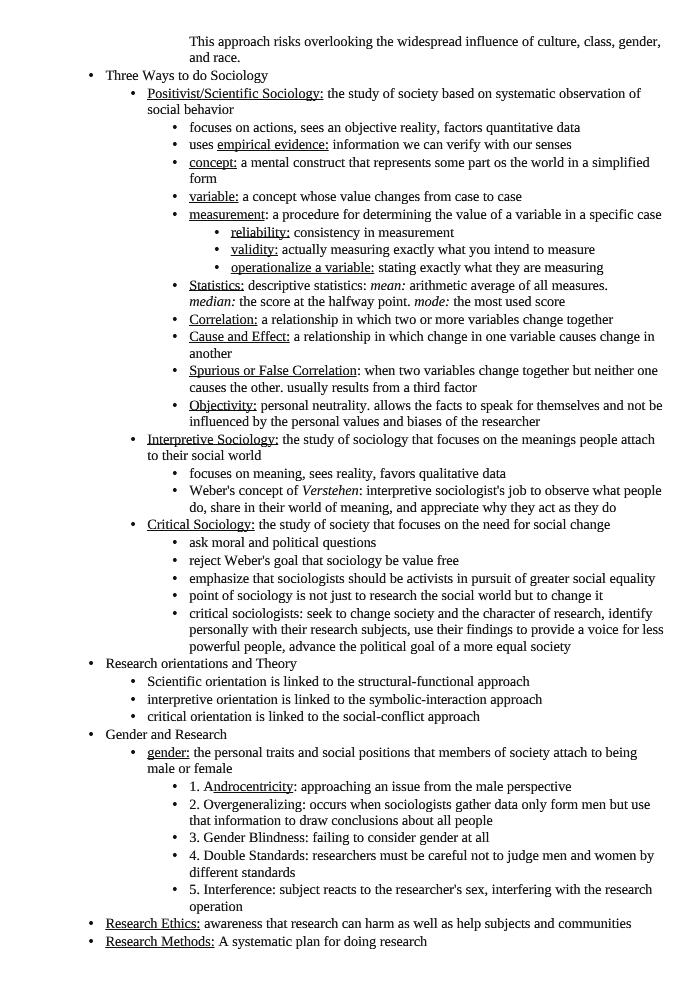 This approach risks overlooking the widespread influence of culture, class, gender,
and race.
• Three Ways to do Sociology
• Positivist/Scientific Sociology: the study of society based on systematic observation of
social behavior
• focuses on actions, sees an objective reality, factors quantitative data
• uses empirical evidence: information we can verify with our senses
• concept: a mental construct that represents some part os the world in a simplified
form
• variable: a concept whose value changes from case to case
• measurement: a procedure for determining the value of a variable in a specific case
• reliability: consistency in measurement
• validity: actually measuring exactly what you intend to measure
• operationalize a variable: stating exactly what they are measuring
• Statistics: descriptive statistics: mean: arithmetic average of all measures.
median: the score at the halfway point. mode: the most used score
• Correlation: a relationship in which two or more variables change together
• Cause and Effect: a relationship in which change in one variable causes change in
another
• Spurious or False Correlation: when two variables change together but neither one
causes the other. usually results from a third factor
• Objectivity: personal neutrality. allows the facts to speak for themselves and not be
influenced by the personal values and biases of the researcher
• Interpretive Sociology: the study of sociology that focuses on the meanings people attach
to their social world
• focuses on meaning, sees reality, favors qualitative data
• Weber's concept of Verstehen: interpretive sociologist's job to observe what people
do, share in their world of meaning, and appreciate why they act as they do
• Critical Sociology: the study of society that focuses on the need for social change
• ask moral and political questions
• reject Weber's goal that sociology be value free
• emphasize that sociologists should be activists in pursuit of greater social equality
• point of sociology is not just to research the social world but to change it
• critical sociologists: seek to change society and the character of research, identify
personally with their research subjects, use their findings to provide a voice for less
powerful people, advance the political goal of a more equal society
• Research orientations and Theory
• Scientific orientation is linked to the structural-functional approach
• interpretive orientation is linked to the symbolic-interaction approach
• critical orientation is linked to the social-conflict approach
• Gender and Research
• gender: the personal traits and social positions that members of society attach to being
male or female
• 1. Androcentricity: approaching an issue from the male perspective
• 2. Overgeneralizing: occurs when sociologists gather data only form men but use
that information to draw conclusions about all people
• 3. Gender Blindness: failing to consider gender at all
• 4. Double Standards: researchers must be careful not to judge men and women by
different standards
• 5. Interference: subject reacts to the researcher's sex, interfering with the research
operation
• Research Ethics: awareness that research can harm as well as help subjects and communities
• Research Methods: A systematic plan for doing research